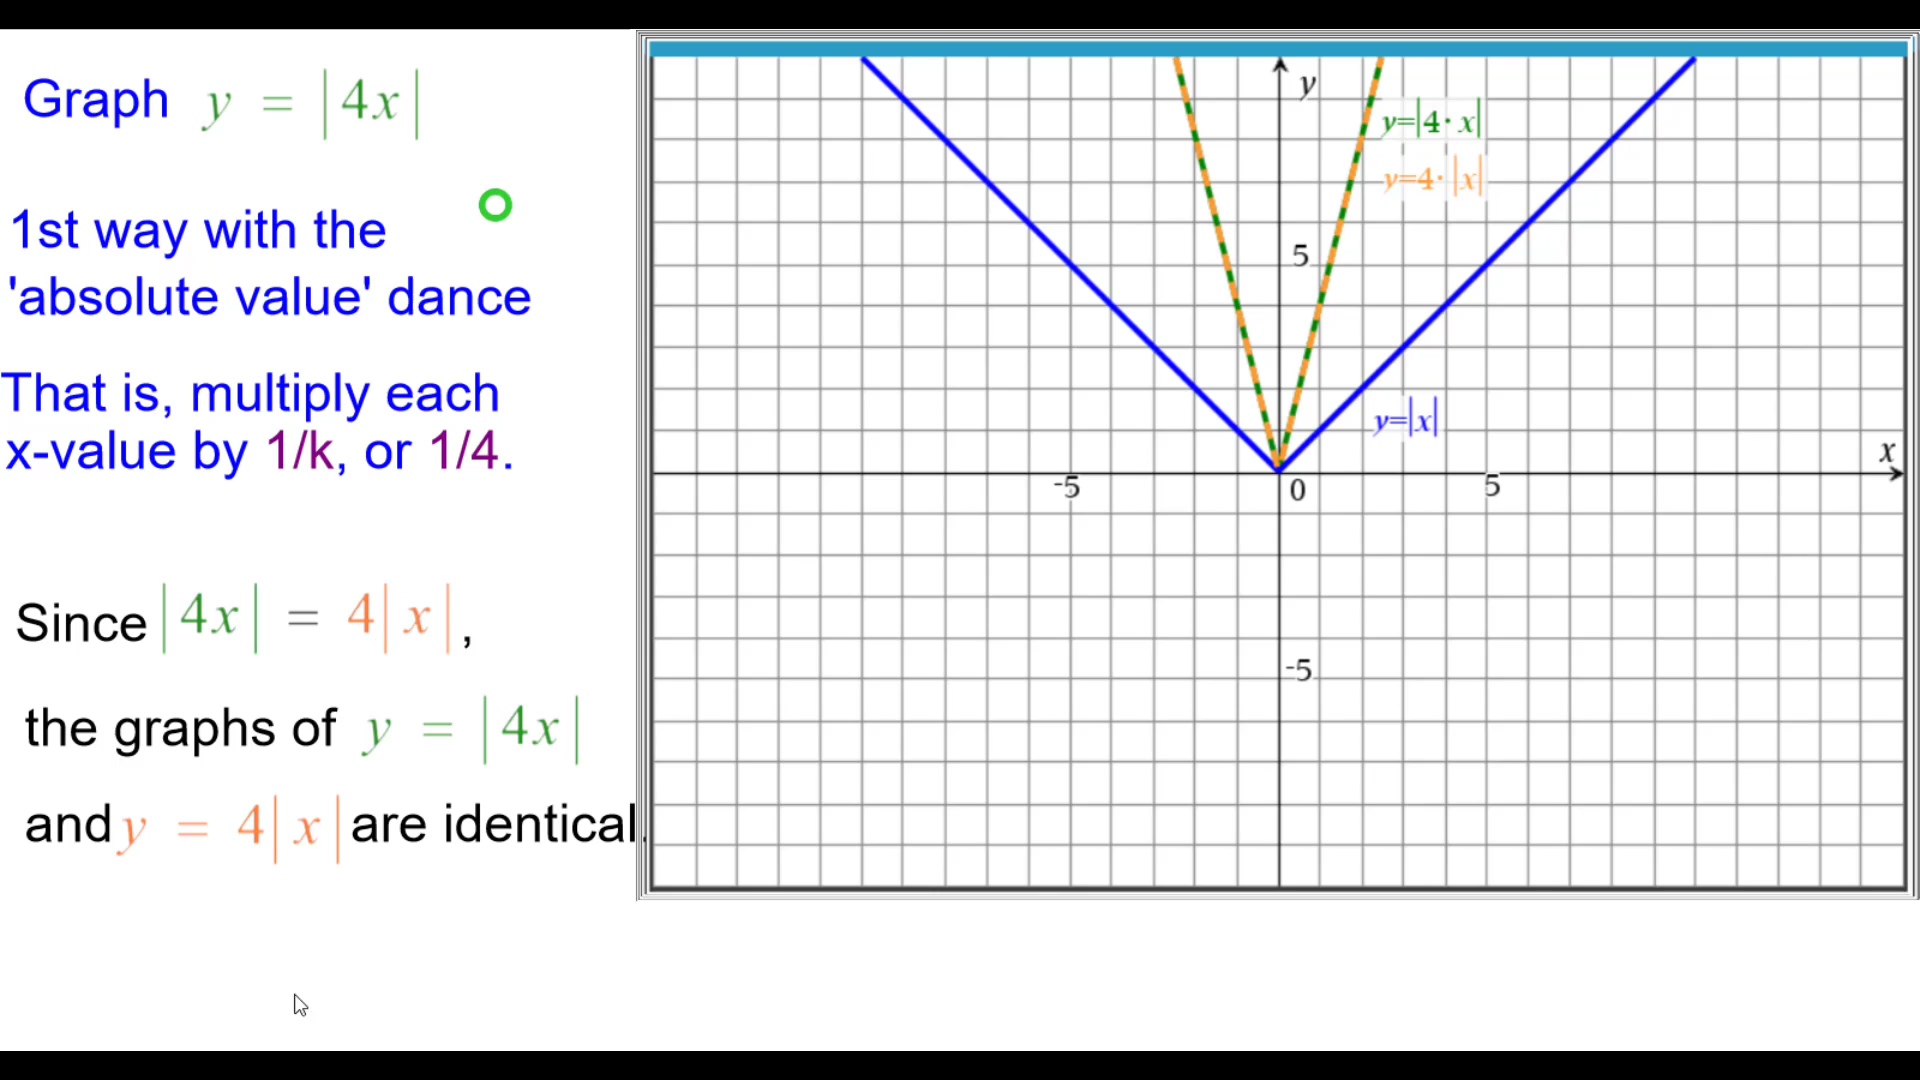 Graph y = |4x|
1st way with the
'absolute value' dance
That is, multiply each
x-value by 1/k, or 1/4.
Since |4x| = 4|x|,
the graphs of y = |4x|
and y = 4|x| are identical.
y
y=|4· x|
y=4· |x|
5
y=|x|
x
-5
0
5
-5